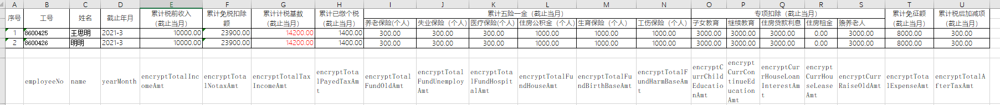 A B C D E F G H I J K L M N O P Q R S T U
序号 工号 姓名 截止年月 累计税前收入（截止当月） 累计免税扣除额 累计计税基数（截止当月） 累计已缴个税（截止当月） 累计五险一金（截止当月） 专项扣除（截止当月） 累计免征额（截止当月） 累计税后加减项（截止当月）
养老保险(个人) 失业保险（个人） 医疗保险(个人) 住房公积金（个人） 生育保险（个人） 工伤保险（个人） 子女教育 继续教育 住房贷款利息 住房租金 赡养老人
1 8600425 王思明 2021-3 10000.00 23900.00 14200.00 1400.00 300.00 300.00 300.00 1000.00 1000.00 1000.00 3000.00 3000.00 3000.00 0.00 3000.00 8000.00 300.00
2 8600426 明明 2021-3 10000.00 23900.00 14200.00 1400.00 300.00 300.00 300.00 1000.00 1000.00 1000.00 3000.00 3000.00 3000.00 0.00 3000.00 8000.00 300.00
employeeNo name yearMonth encryptTotalIncomeAmt encryptTotalNotaxAmt encryptTotalTaxIncomeAmt encryptTotalPayedTaxAmt encryptTotalFundOldAmt encryptTotalFundUnemployAmt encryptTotalFundHospitalAmt encryptTotalFundHouseAmt encryptTotalFundBirthBaseAmt encryptTotalFundHarmBaseAmt encryptCurrChildEducationAmt encryptCurrContinueEducationAmt encryptCurrHouseLoanInterestAmt encryptCurrHouseLeaseAmt encryptCurrRaiseOldAmt encryptTotalExpenseAmt encryptTotalAfterTaxAmt